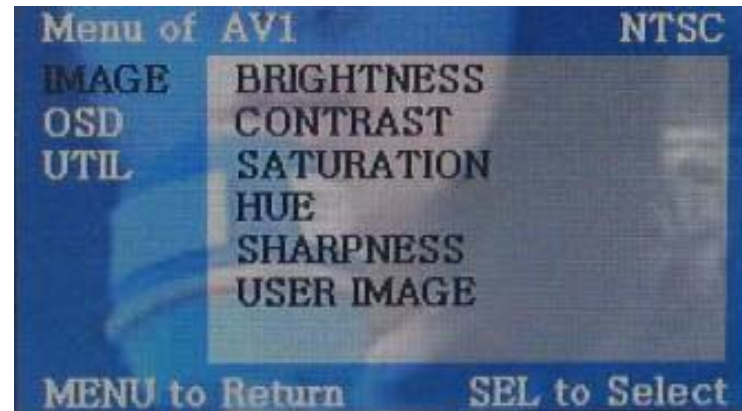 Menu of AV1 NTSC
IMAGE BRIGHTNESS
OSD CONTRAST
UTIL SATURATION
HUE
SHARPNESS
USER IMAGE
MENU to Return SEL to Select